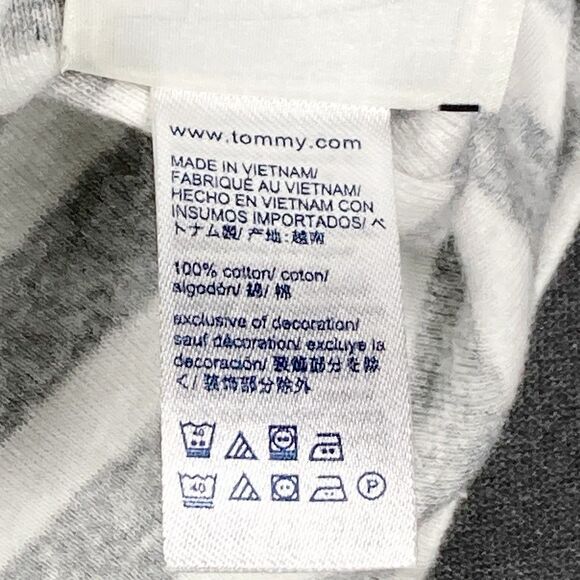 www.tommy.com
MADE IN VIETNAM/
FABRIQUÉ AU VIETNAM/
HECHO EN VIETNAM CON
INSUMOS IMPORTADOS/ ベ
トナム製/ 产地:越南
100% cotton/ coton/
algodón/ 綿/ 棉
exclusive of decoration/
sauf décoration/ excluye la
decoración/ 装飾部分を除
く/ 装饰部分除外
40
40 P